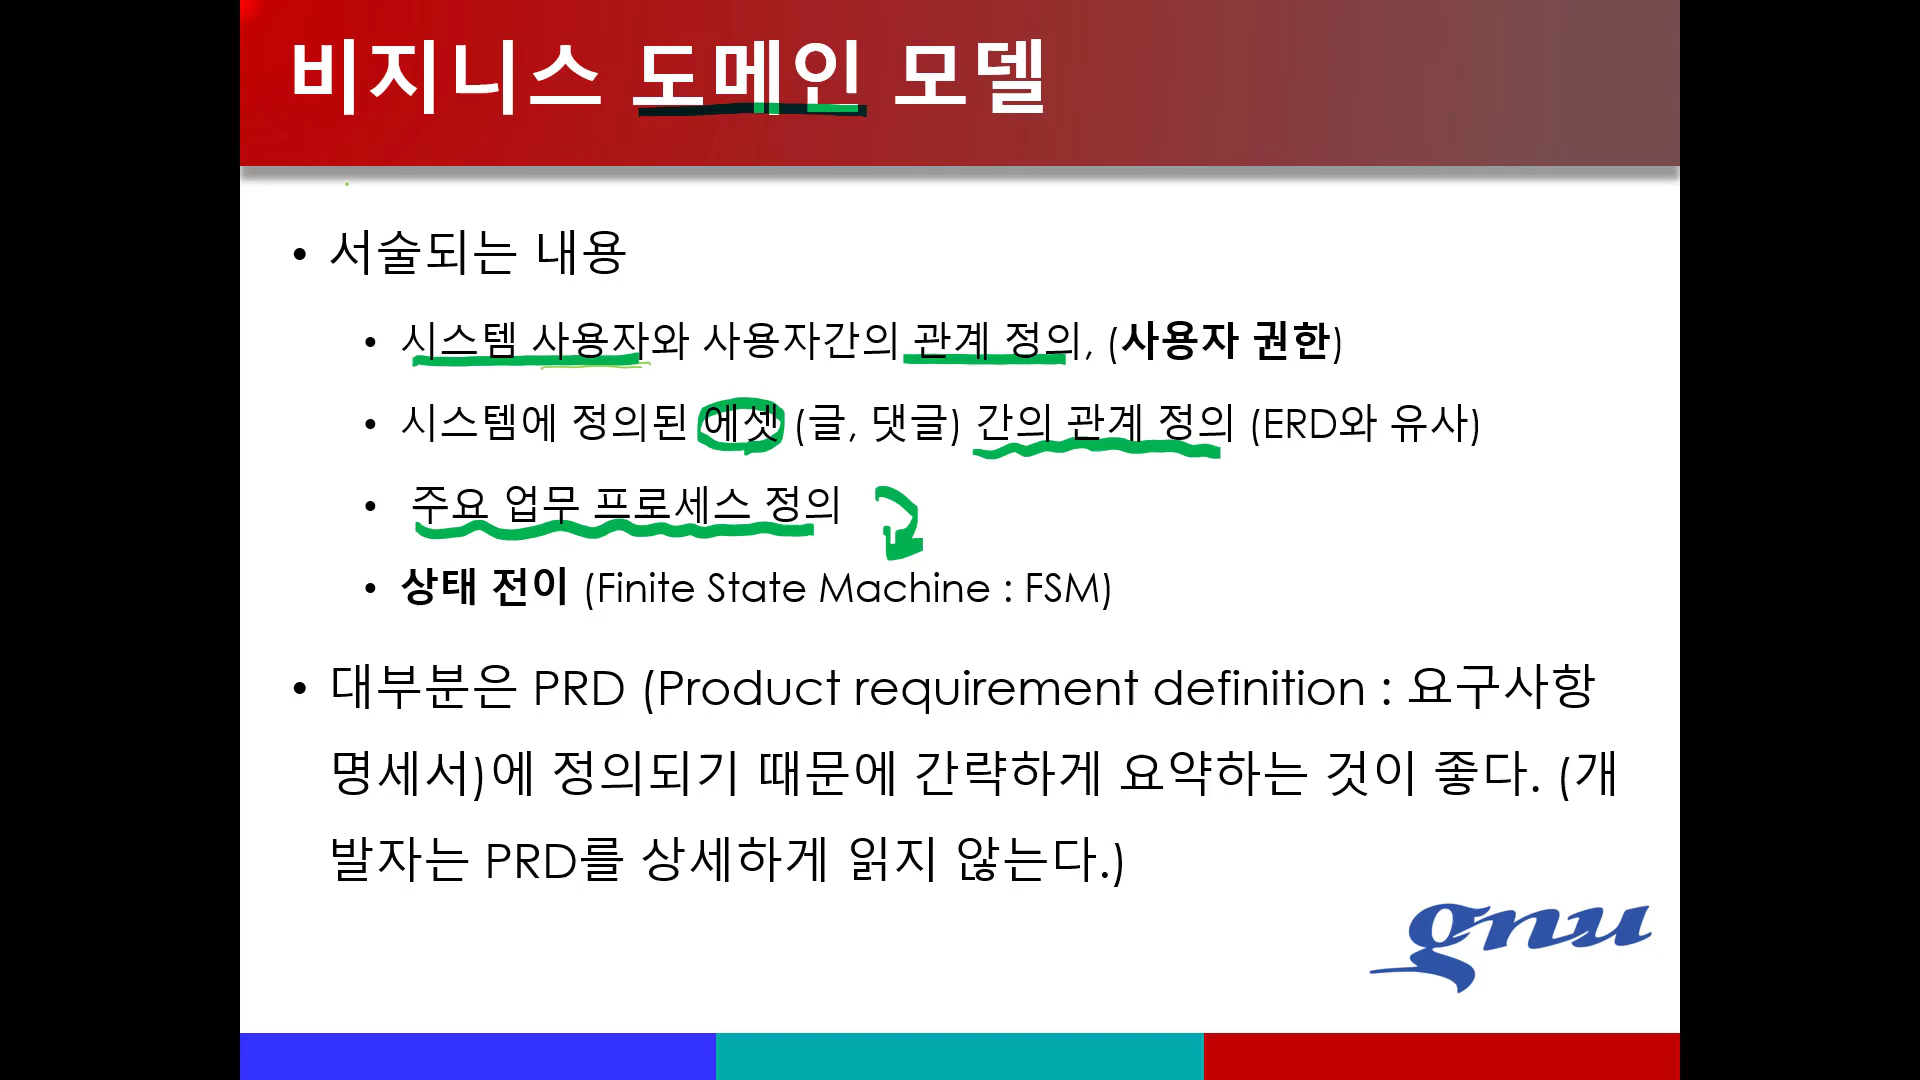 비지니스 도메인 모델
• 서술되는 내용
• 시스템 사용자와 사용자간의 관계 정의, (사용자 권한)
• 시스템에 정의된 에셋 (글, 댓글) 간의 관계 정의 (ERD와 유사)
• 주요 업무 프로세스 정의
• 상태 전이 (Finite State Machine : FSM)
• 대부분은 PRD (Product requirement definition : 요구사항
명세서)에 정의되기 때문에 간략하게 요약하는 것이 좋다. (개
발자는 PRD를 상세하게 읽지 않는다.)
gnu